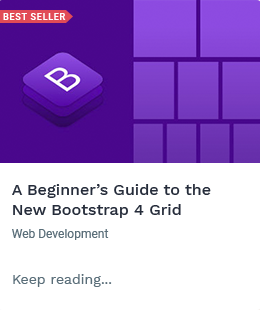 BEST SELLER
B
A Beginner’s Guide to the
New Bootstrap 4 Grid
Web Development
Keep reading...